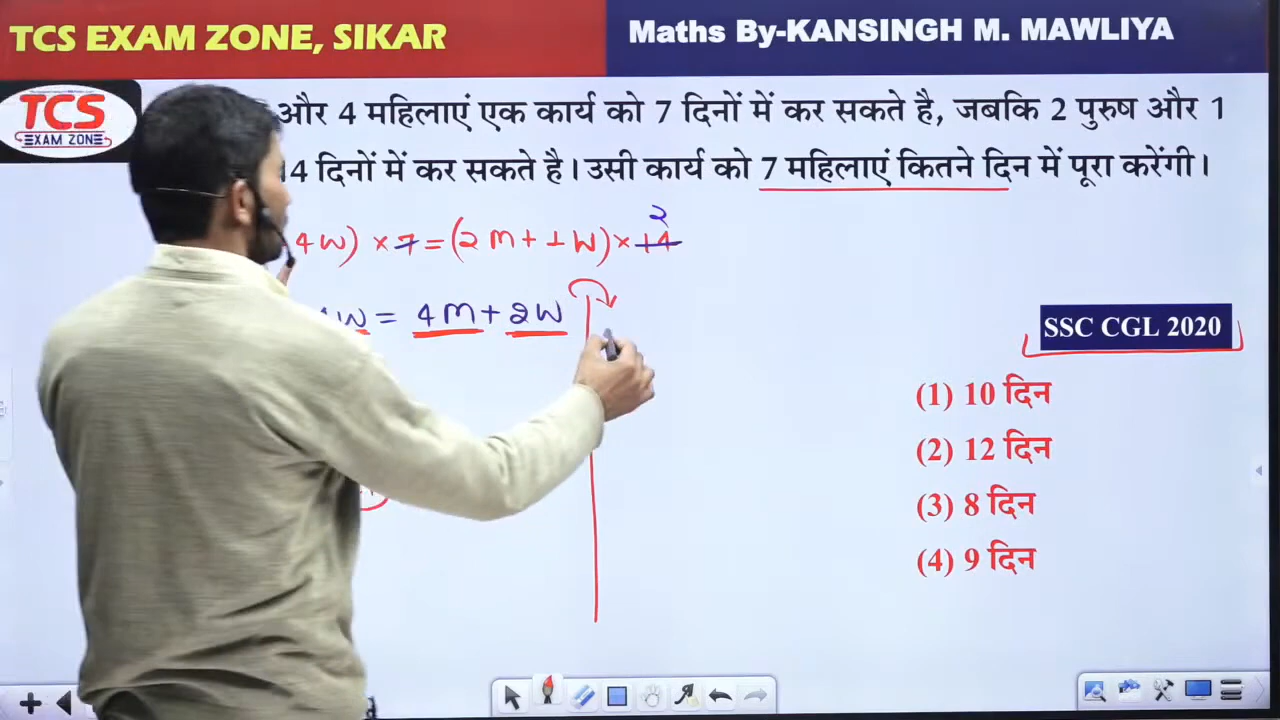 TCS EXAM ZONE, SIKAR
Maths By-KANSINGH M. MAWLIYA
TCS
EXAM ZONE
और 4 महिलाएं एक कार्य को 7 दिनों में कर सकते है, जबकि 2 पुरुष और 1
14 दिनों में कर सकते है। उसी कार्य को 7 महिलाएं कितने दिन में पूरा करेंगी।
2
4W) × 7 = (2M + 1W) × 14
W = 4M + 2W
SSC CGL 2020
(1) 10 दिन
(2) 12 दिन
(3) 8 दिन
(4) 9 दिन